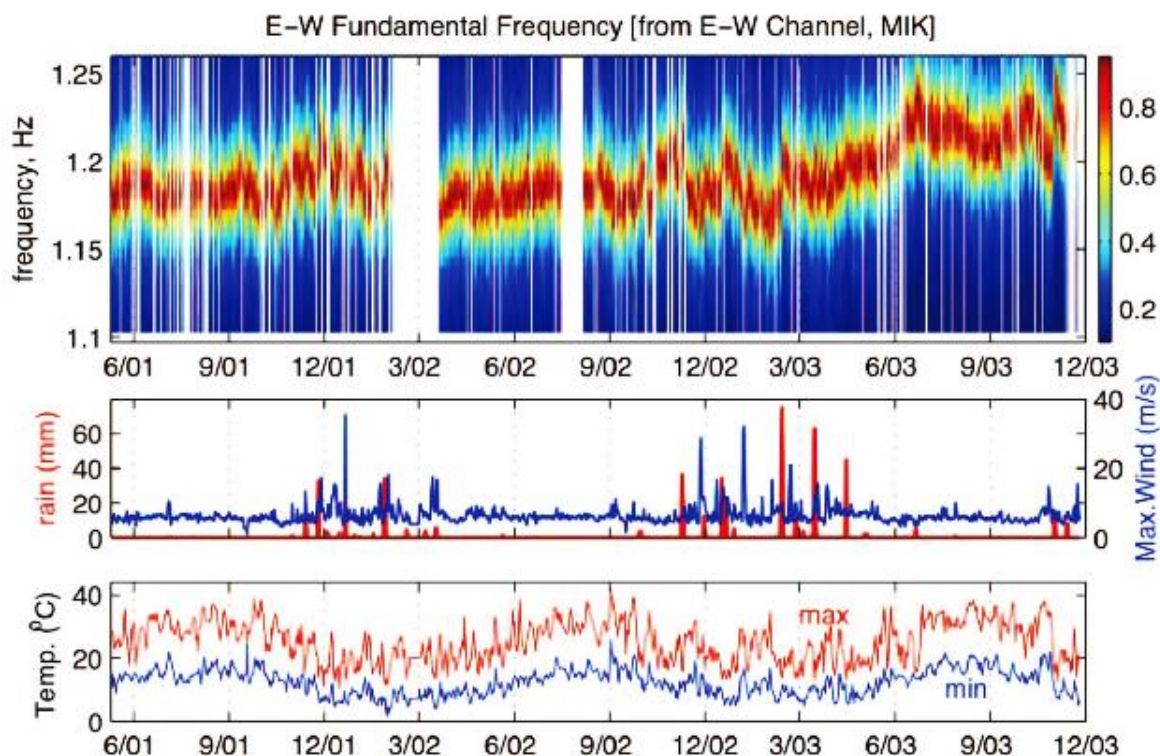 E-W Fundamental Frequency [from E-W Channel, MIK]
frequency, Hz
1.25
1.2
1.15
1.1
0.8
0.6
0.4
0.2
6/01 9/01 12/01 3/02 6/02 9/02 12/02 3/03 6/03 9/03 12/03
rain (mm)
60
40
20
0
40
20
0
Max.Wind (m/s)
Temp. (ºC)
40
20
0
max
min
6/01 9/01 12/01 3/02 6/02 9/02 12/02 3/03 6/03 9/03 12/03